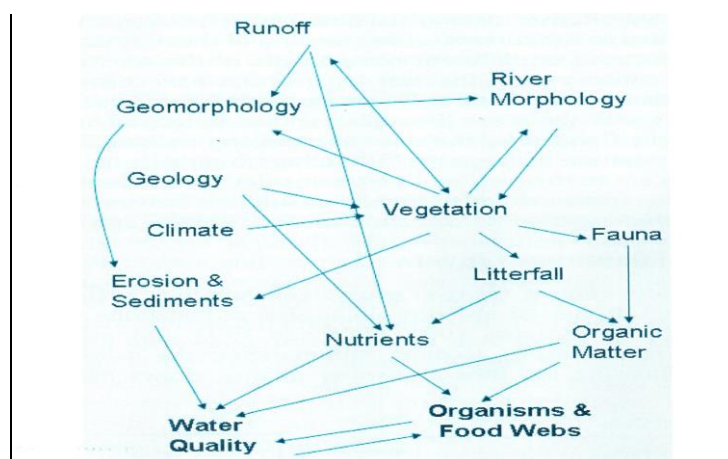 Runoff
River
Morphology
Geomorphology
Geology
Vegetation
Climate
Fauna
Litterfall
Erosion &
Sediments
Nutrients
Organic
Matter
Organisms &
Food Webs
Water
Quality